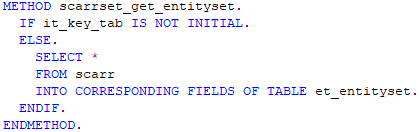 METHOD scarrset_get_entityset.
  IF it_key_tab IS NOT INITIAL.
  ELSE.
    SELECT *
    FROM scarr
    INTO CORRESPONDING FIELDS OF TABLE et_entityset.
  ENDIF.
ENDMETHOD.